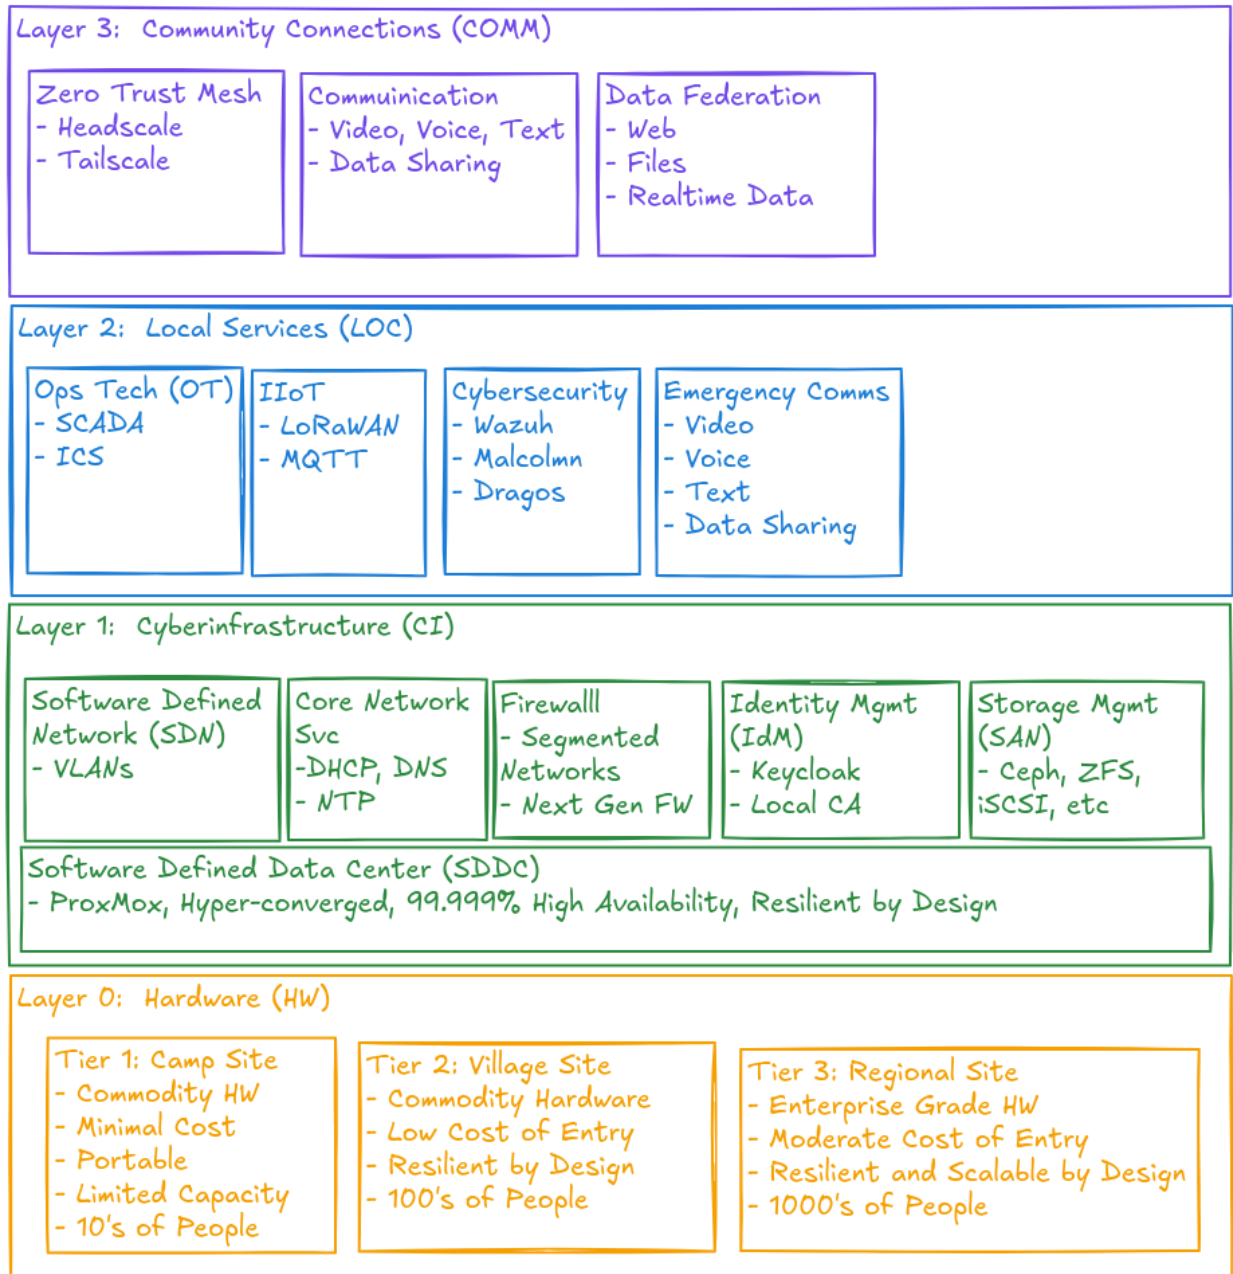 Layer 3: Community Connections (COMM)
Zero Trust Mesh
- Headscale
- Tailscale
Commuinication
- Video, Voice, Text
- Data Sharing
Data Federation
- Web
- Files
- Realtime Data
Layer 2: Local Services (LOC)
Ops Tech (OT)
- SCADA
- ICS
IIoT
- LoRaWAN
- MQTT
Cybersecurity
- Wazuh
- Malcolmn
- Dragos
Emergency Comms
- Video
- Voice
- Text
- Data Sharing
Layer 1: Cyberinfrastructure (CI)
Software Defined
Network (SDN)
- VLANs
Core Network
Svc
-DHCP, DNS
- NTP
Firewalll
- Segmented
Networks
- Next Gen FW
Identity Mgmt
(IdM)
- Keycloak
- Local CA
Storage Mgmt
(SAN)
- Ceph, ZFS,
iSCSI, etc
Software Defined Data Center (SDDC)
- ProxMox, Hyper-converged, 99.999% High Availability, Resilient by Design
Layer 0: Hardware (HW)
Tier 1: Camp Site
- Commodity HW
- Minimal Cost
- Portable
- Limited Capacity
- 10's of People
Tier 2: Village Site
- Commodity Hardware
- Low Cost of Entry
- Resilient by Design
- 100's of People
Tier 3: Regional Site
- Enterprise Grade HW
- Moderate Cost of Entry
- Resilient and Scalable by Design
- 1000's of People